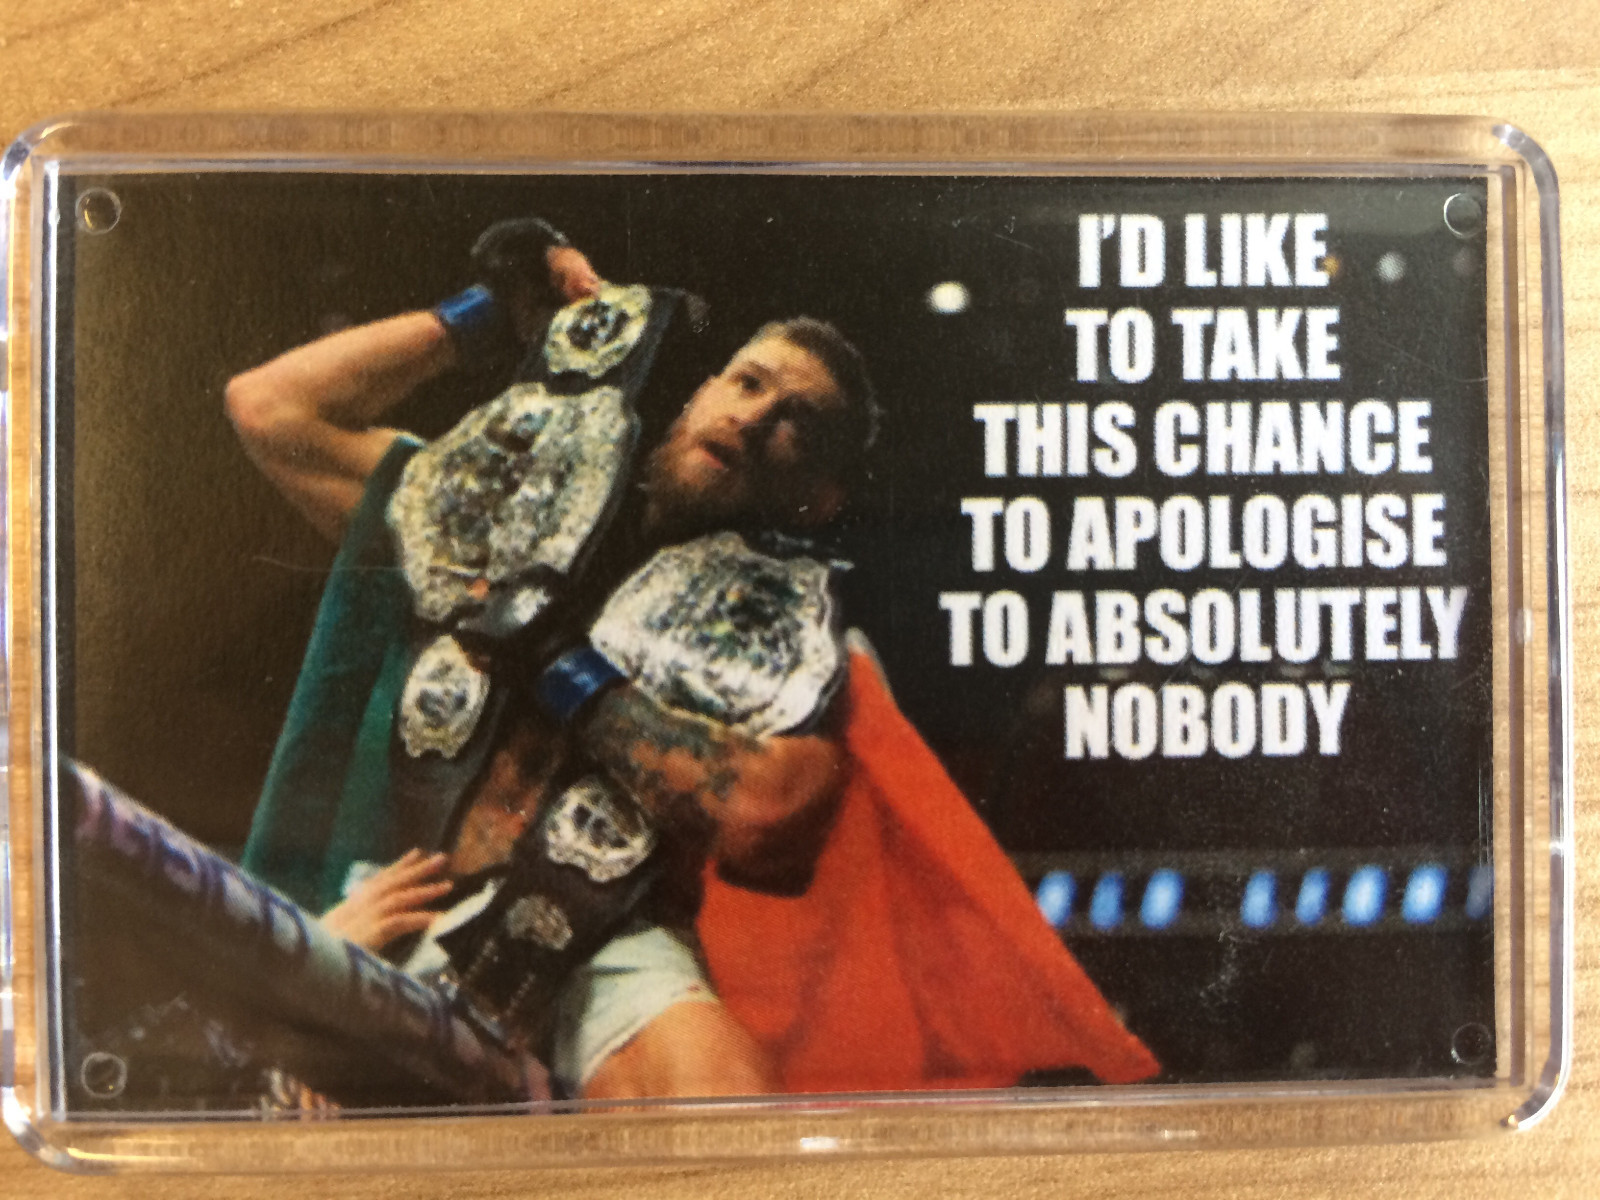 I'D LIKE
TO TAKE
THIS CHANCE
TO APOLOGISE
TO ABSOLUTELY
NOBODY